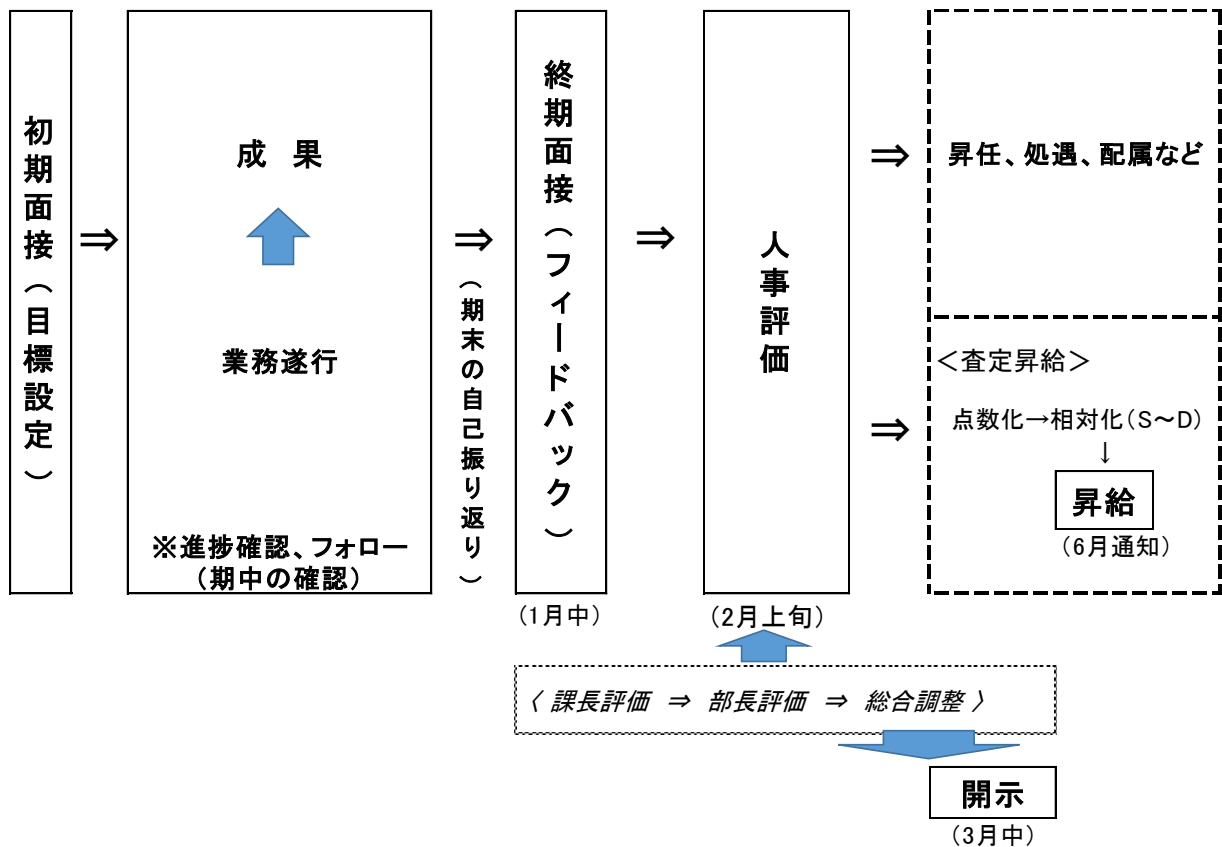 初期面接（目標設定）
⇒
成　果
業務遂行
※進捗確認、フォロー
（期中の確認）
⇒
（期末の自己振り返り）
終期面接（フィードバック）
（1月中）
⇒
人事評価
（2月上旬）
⇒
昇任、処遇、配属など
⇒
＜査定昇給＞
点数化→相対化（S～D）
↓
昇給
（6月通知）
〈 課長評価 ⇒ 部長評価 ⇒ 総合調整 〉
開示
（3月中）